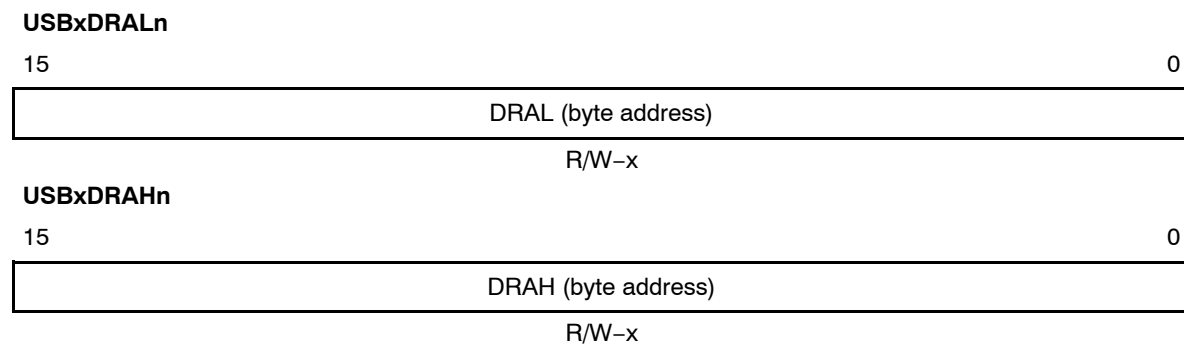 USBxDRALn
15 0
DRAL (byte address)
R/W−x
USBxDRAHn
15 0
DRAH (byte address)
R/W−x